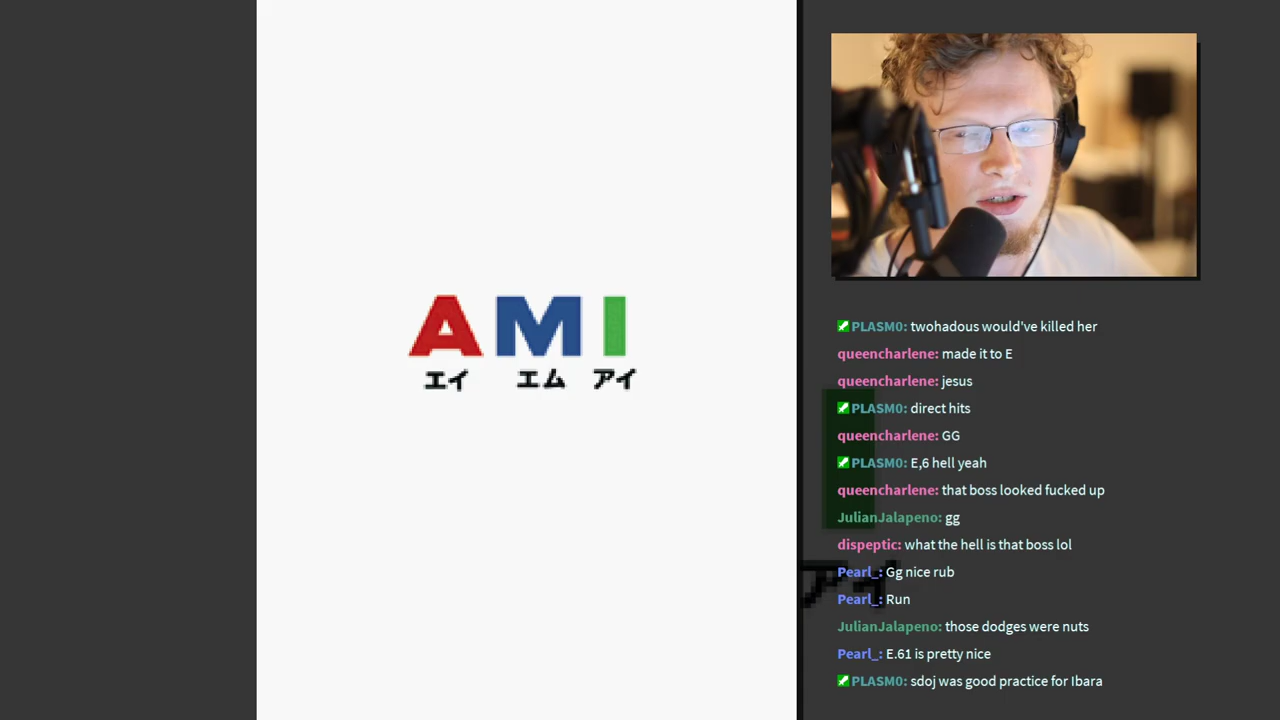 AMI
エイ エム アイ
PLASM0: twohadous would've killed her
queencharlene: made it to E
queencharlene: jesus
PLASM0: direct hits
queencharlene: GG
PLASM0: E,6 hell yeah
queencharlene: that boss looked fucked up
JulianJalapeno: gg
dispeptic: what the hell is that boss lol
Pearl_: Gg nice rub
Pearl_: Run
JulianJalapeno: those dodges were nuts
Pearl_: E.61 is pretty nice
PLASM0: sdoj was good practice for Ibara
アイ